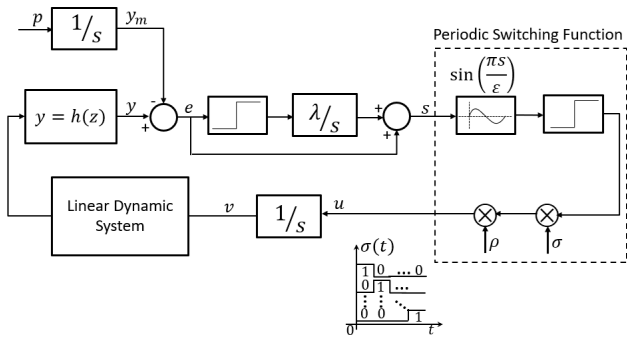 p
1/s
y_m
Periodic Switching Function
sin(πs/ε)
y = h(z)
y
-
+
e
λ/s
+
+
s
Linear Dynamic
System
v
1/s
u
ρ
σ
σ(t)
1 0 ... 0
0 1 ...
⋮ ⋮ ⋱
0 0 1
0 t